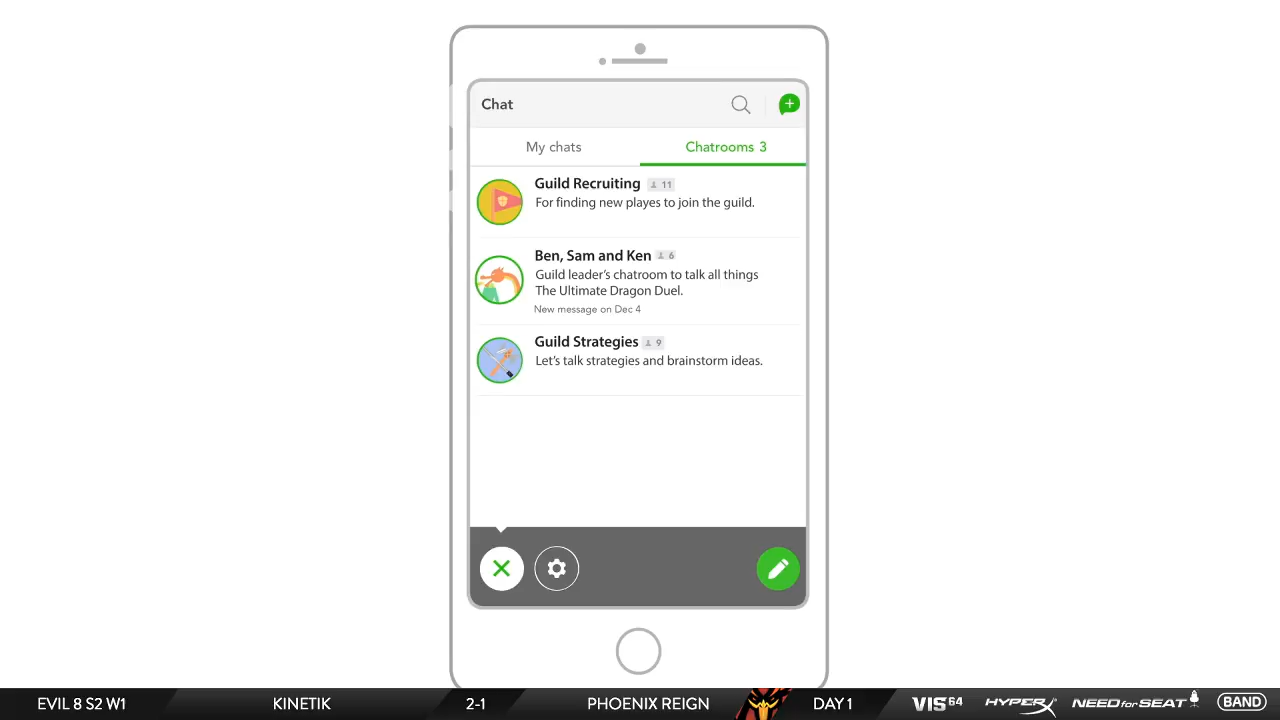 Chat
My chats
Chatrooms 3
Guild Recruiting 11
For finding new playes to join the guild.
Ben, Sam and Ken 6
Guild leader's chatroom to talk all things
The Ultimate Dragon Duel.
New message on Dec 4
Guild Strategies 9
Let's talk strategies and brainstorm ideas.
EVIL 8 S2 W1 KINETIK 2-1 PHOENIX REIGN DAY 1 VIS64 HYPERX NEEDforSEAT BAND